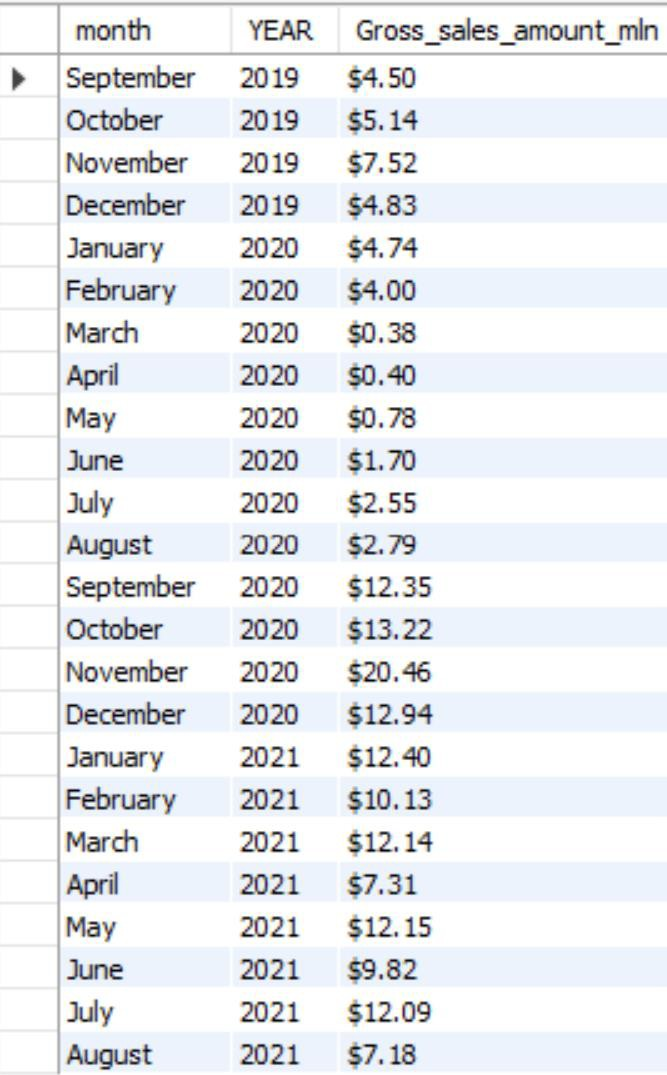 month YEAR Gross_sales_amount_mln
September 2019 $4.50
October 2019 $5.14
November 2019 $7.52
December 2019 $4.83
January 2020 $4.74
February 2020 $4.00
March 2020 $0.38
April 2020 $0.40
May 2020 $0.78
June 2020 $1.70
July 2020 $2.55
August 2020 $2.79
September 2020 $12.35
October 2020 $13.22
November 2020 $20.46
December 2020 $12.94
January 2021 $12.40
February 2021 $10.13
March 2021 $12.14
April 2021 $7.31
May 2021 $12.15
June 2021 $9.82
July 2021 $12.09
August 2021 $7.18